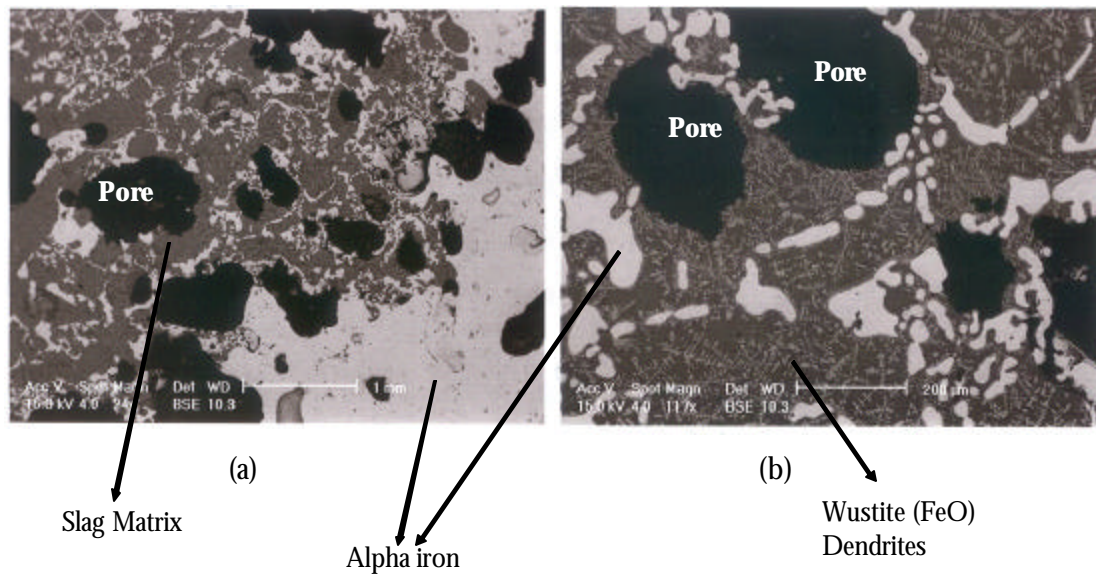 Pore
Acc.V Spot Magn Det WD 1 mm
15.0 kV 4.0 24x BSE 10.3
Pore
Pore
Acc.V Spot Magn Det WD 200 µm
15.0 kV 4.0 117x BSE 10.3
(a)
(b)
Slag Matrix
Alpha iron
Wustite (FeO)
Dendrites